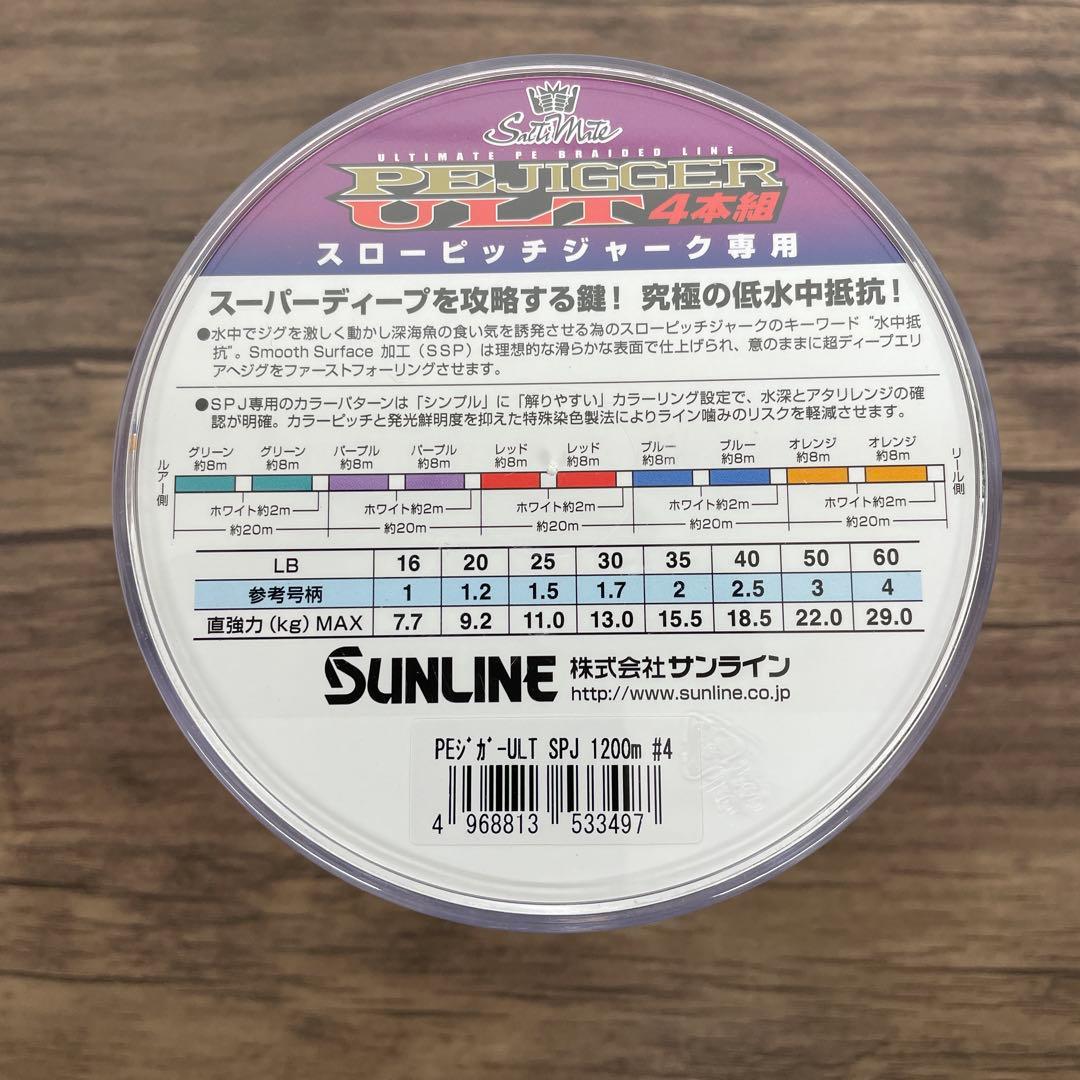 Salti Mate
ULTIMATE PE BRAIDED LINE
PE JIGGER
ULT 4本組
スローピッチジャーク専用
スーパーディープを攻略する鍵！ 究極の低水中抵抗！
●水中でジグを激しく動かし深海魚の食い気を誘発させる為のスローピッチジャークのキーワード“水中抵
抗”。Smooth Surface 加工（SSP）は理想的な滑らかな表面で仕上げられ、意のままに超ディープエリ
アへジグをファーストフォーリングさせます。
●SPJ専用のカラーパターンは「シンプル」に「解りやすい」カラーリング設定で、水深とアタリレンジの確
認が明確。カラーピッチと発光鮮明度を抑えた特殊染色製法によりライン噛みのリスクを軽減させます。
グリーン グリーン パープル パープル レッド レッド ブルー ブルー オレンジ オレンジ
約8m 約8m 約8m 約8m 約8m 約8m 約8m 約8m 約8m 約8m
ルアー側 リール側
ホワイト約2m ホワイト約2m ホワイト約2m ホワイト約2m ホワイト約2m
約20m 約20m 約20m 約20m 約20m
LB 16 20 25 30 35 40 50 60
参考号柄 1 1.2 1.5 1.7 2 2.5 3 4
直強力（kg）MAX 7.7 9.2 11.0 13.0 15.5 18.5 22.0 29.0
SUNLINE 株式会社サンライン
http://www.sunline.co.jp
PEｼﾞｶﾞｰULT SPJ 1200m #4
4 968813 533497